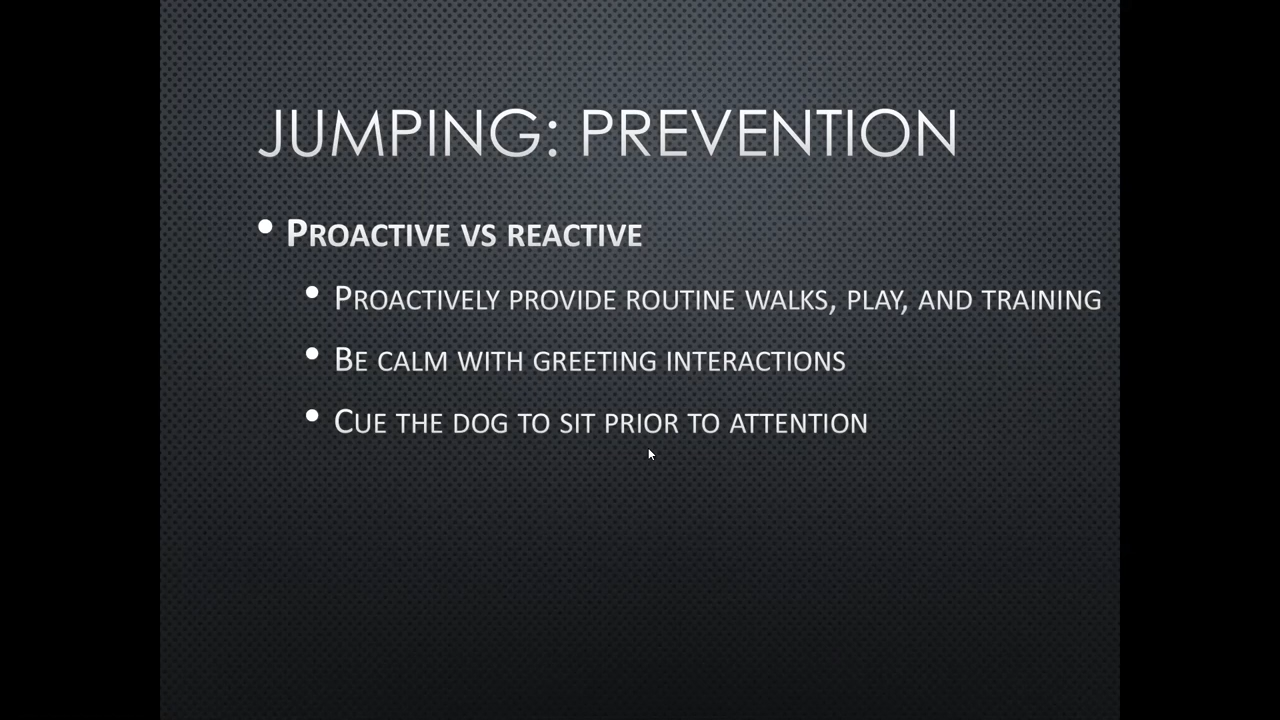 JUMPING: PREVENTION
• PROACTIVE VS REACTIVE
• PROACTIVELY PROVIDE ROUTINE WALKS, PLAY, AND TRAINING
• BE CALM WITH GREETING INTERACTIONS
• CUE THE DOG TO SIT PRIOR TO ATTENTION